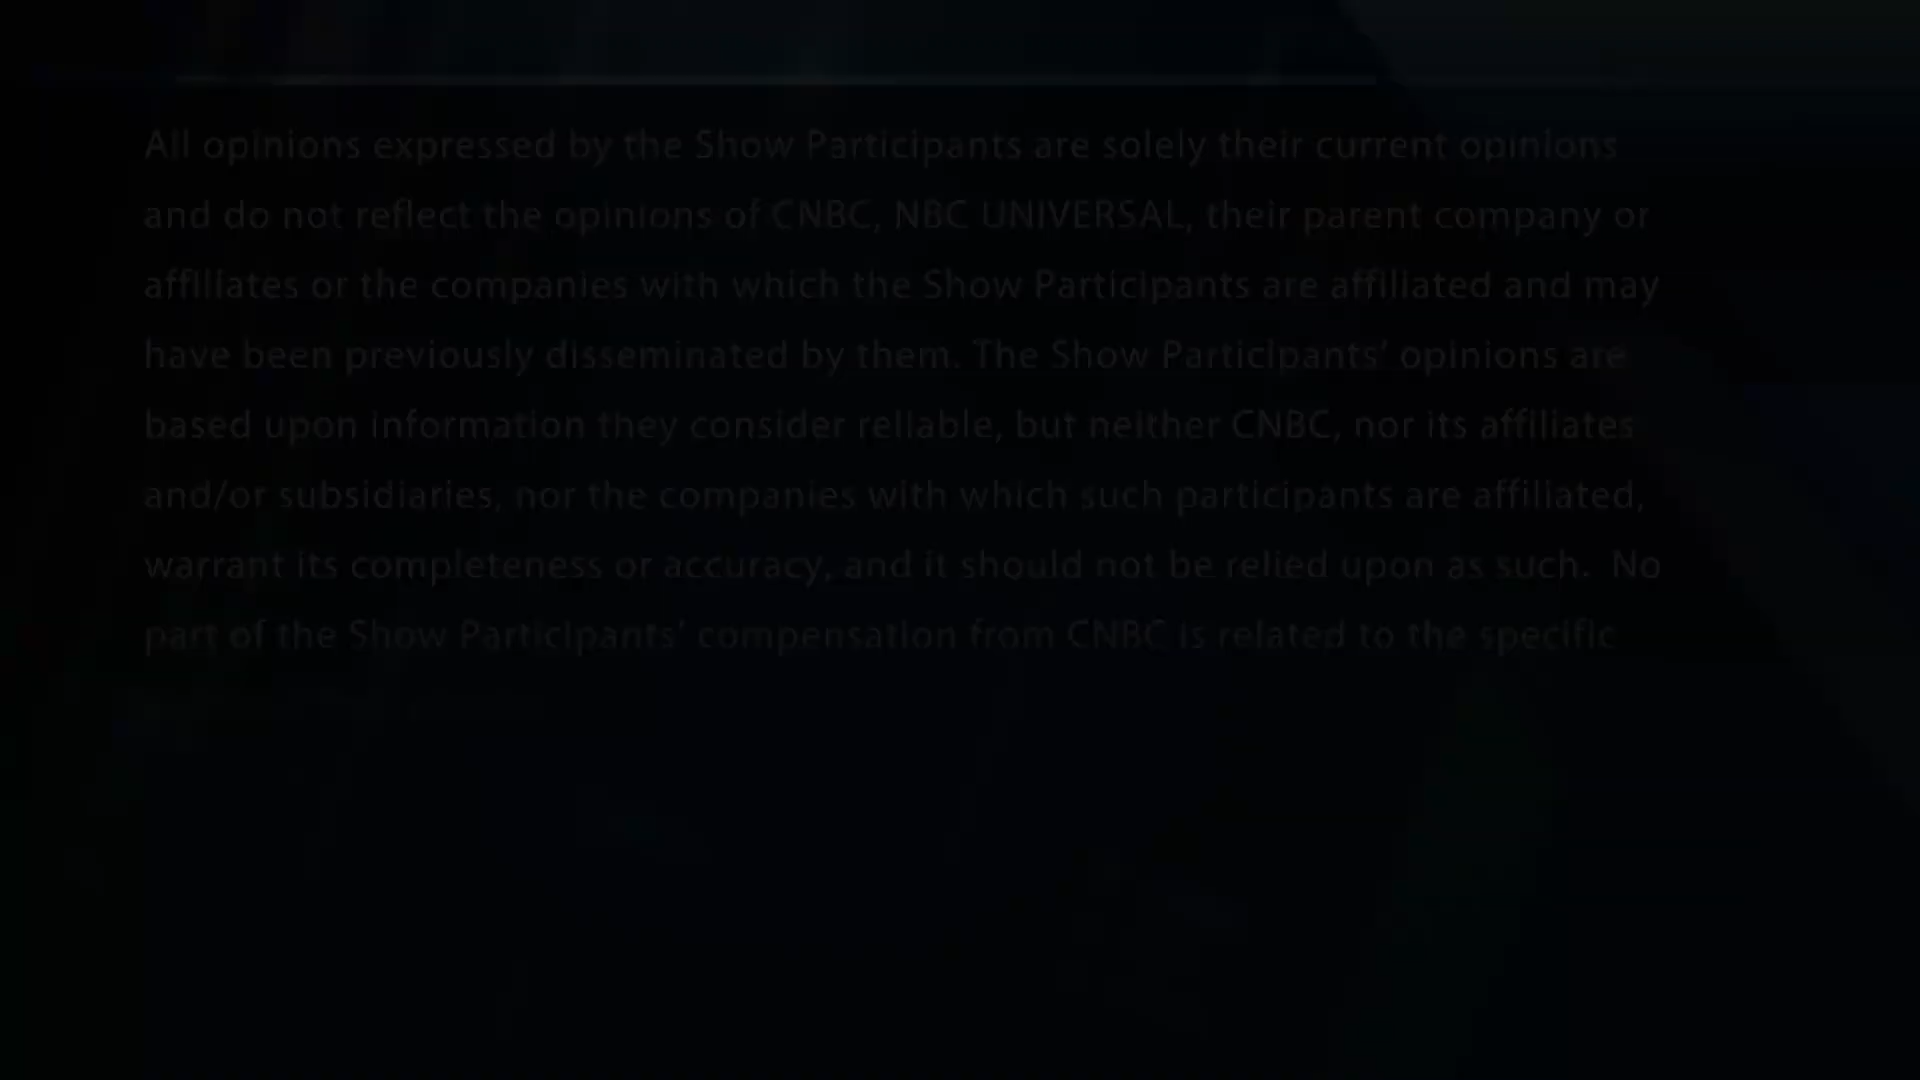 All opinions expressed by the Show Participants are solely their current opinions
and do not reflect the opinions of CNBC, NBC UNIVERSAL, their parent company or
affiliates or the companies with which the Show Participants are affiliated and may
have been previously disseminated by them. The Show Participants’ opinions are
based upon information they consider reliable, but neither CNBC, nor its affiliates
and/or subsidiaries, nor the companies with which such participants are affiliated,
warrant its completeness or accuracy, and it should not be relied upon as such.  No
part of the Show Participants’ compensation from CNBC is related to the specific